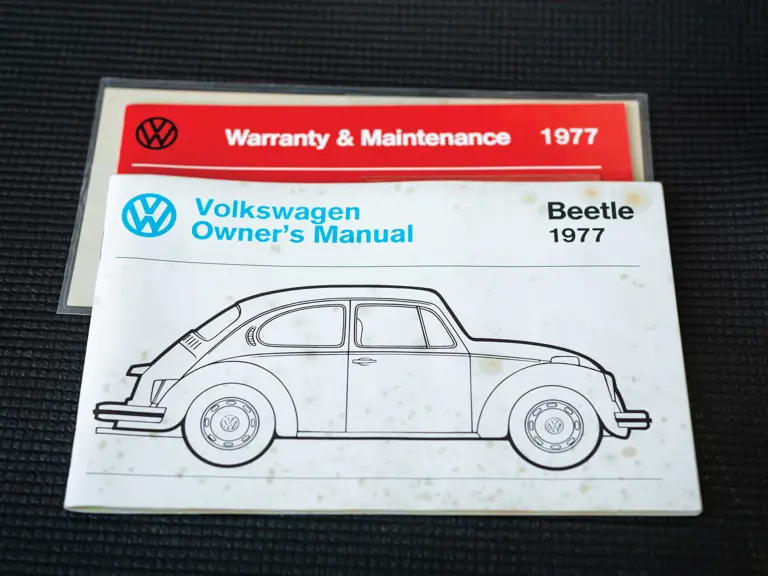 Warranty & Maintenance 1977
Volkswagen
Owner's Manual
Beetle
1977